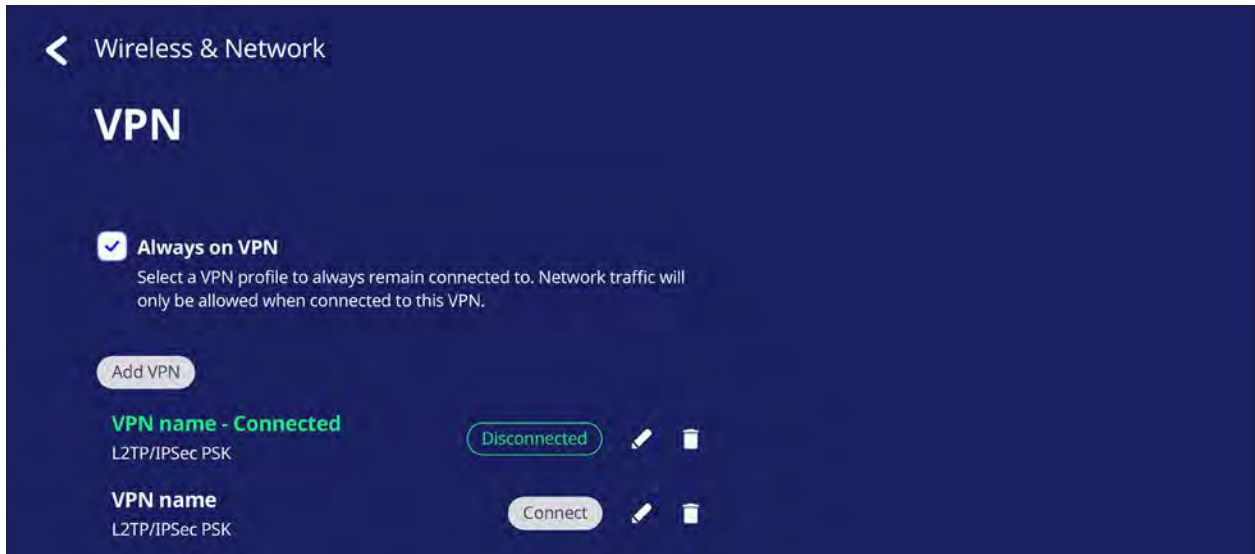 Wireless & Network
VPN
Always on VPN
Select a VPN profile to always remain connected to. Network traffic will
only be allowed when connected to this VPN.
Add VPN
VPN name - Connected
Disconnected
L2TP/IPSec PSK
VPN name
Connect
L2TP/IPSec PSK